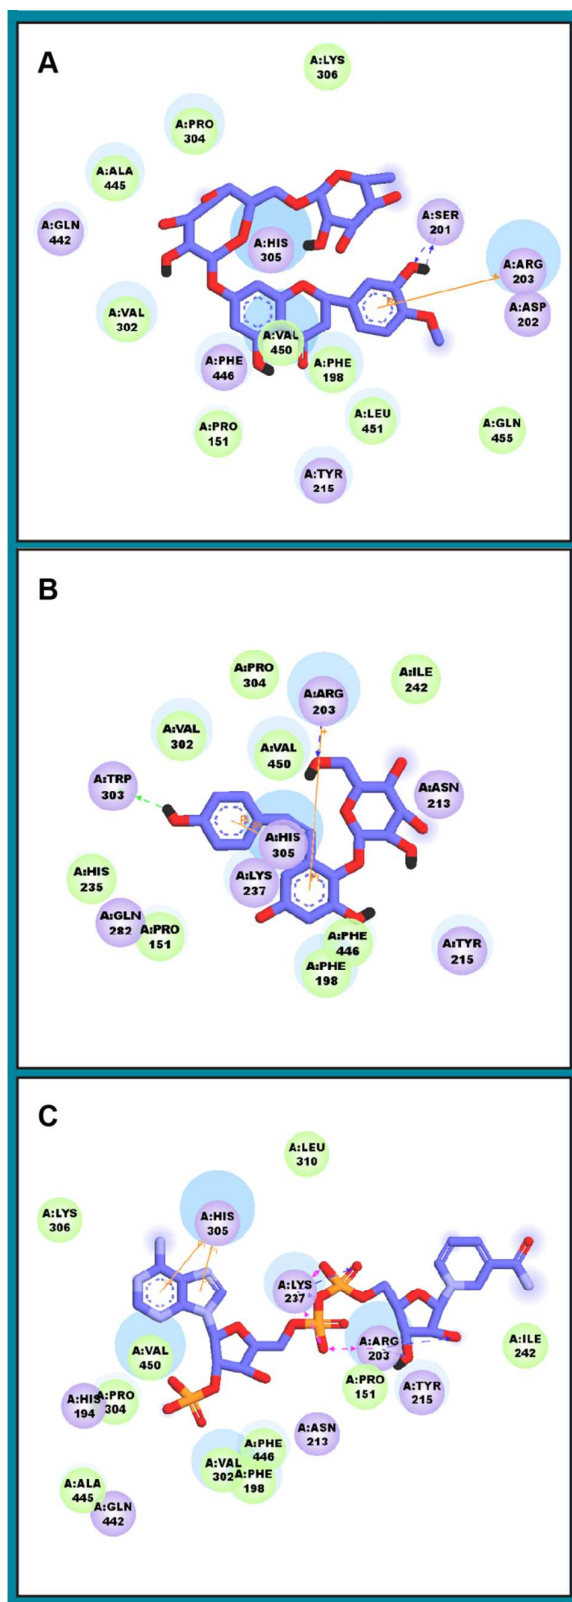 A
A:LYS
306
A:PRO
304
A:ALA
445
A:GLN
442
A:SER
201
A:HIS
305
A:ARG
203
A:ASP
202
A:VAL
302
A:VAL
450
A:PHE
446
A:PHE
198
A:PRO
151
A:LEU
451
A:GLN
455
A:TYR
215
B
A:PRO
304
A:ARG
203
A:ILE
242
A:VAL
302
A:VAL
450
A:TRP
303
A:ASN
213
A:HIS
305
A:HIS
235
A:LYS
237
A:GLN
282
A:PRO
151
A:PHE
446
A:PHE
198
A:TYR
215
C
A:LEU
310
A:LYS
306
A:HIS
305
A:LYS
237
A:ARG
203
A:ILE
242
A:VAL
450
A:PRO
151
A:TYR
215
A:HIS
194
A:PRO
304
A:ASN
213
A:PHE
446
A:VAL
302
A:PHE
198
A:ALA
445
A:GLN
442